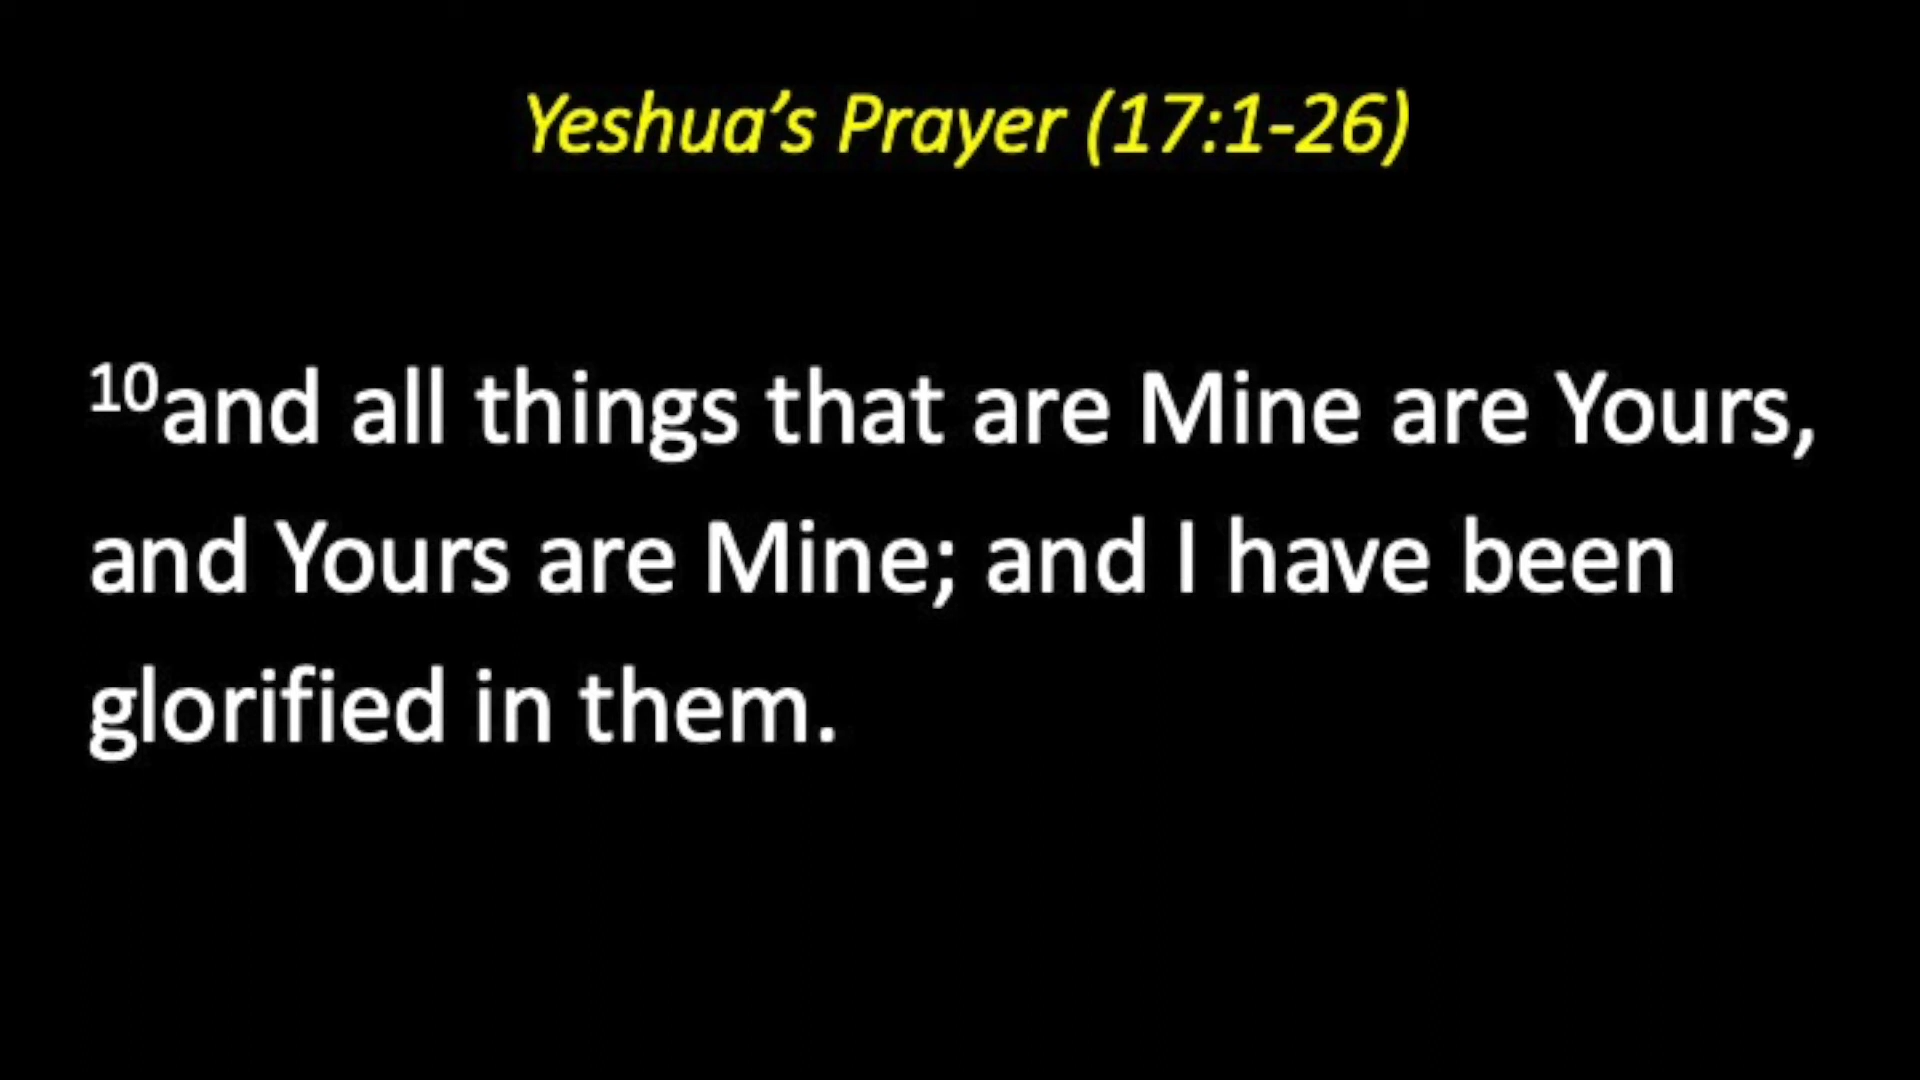 Yeshua’s Prayer (17:1-26)
¹⁰and all things that are Mine are Yours,
and Yours are Mine; and I have been
glorified in them.